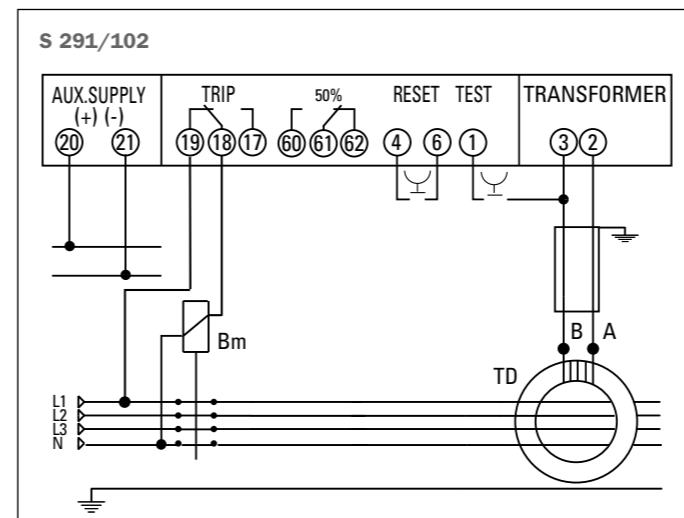 S 291/102
AUX.SUPPLY TRIP 50% RESET TEST TRANSFORMER
(+) (-)
20 21 19 18 17 60 61 62 4 6 1 3 2
Bm
B A
TD
L1
L2
L3
N